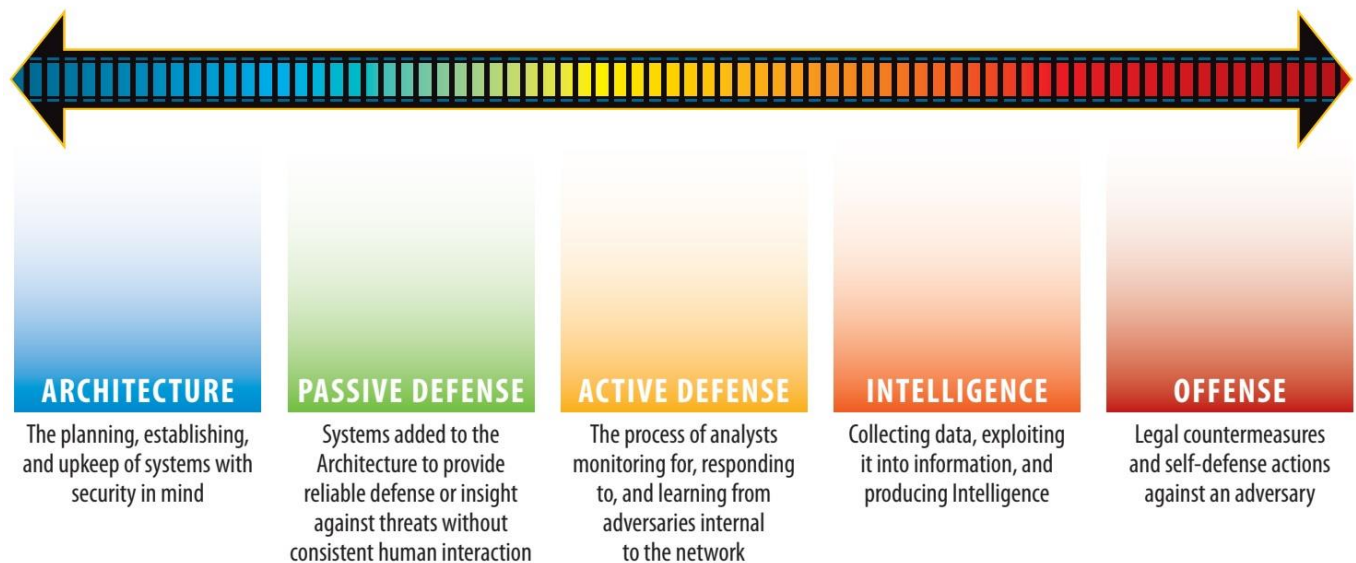 ARCHITECTURE
The planning, establishing,
and upkeep of systems with
security in mind
PASSIVE DEFENSE
Systems added to the
Architecture to provide
reliable defense or insight
against threats without
consistent human interaction
ACTIVE DEFENSE
The process of analysts
monitoring for, responding
to, and learning from
adversaries internal
to the network
INTELLIGENCE
Collecting data, exploiting
it into information, and
producing Intelligence
OFFENSE
Legal countermeasures
and self-defense actions
against an adversary